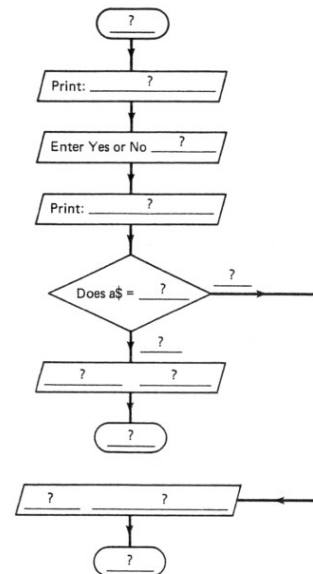 ?
Print: ?
Enter Yes or No ?
Print: ?
Does a$ = ?
?
?
? ?
?
? ?
?